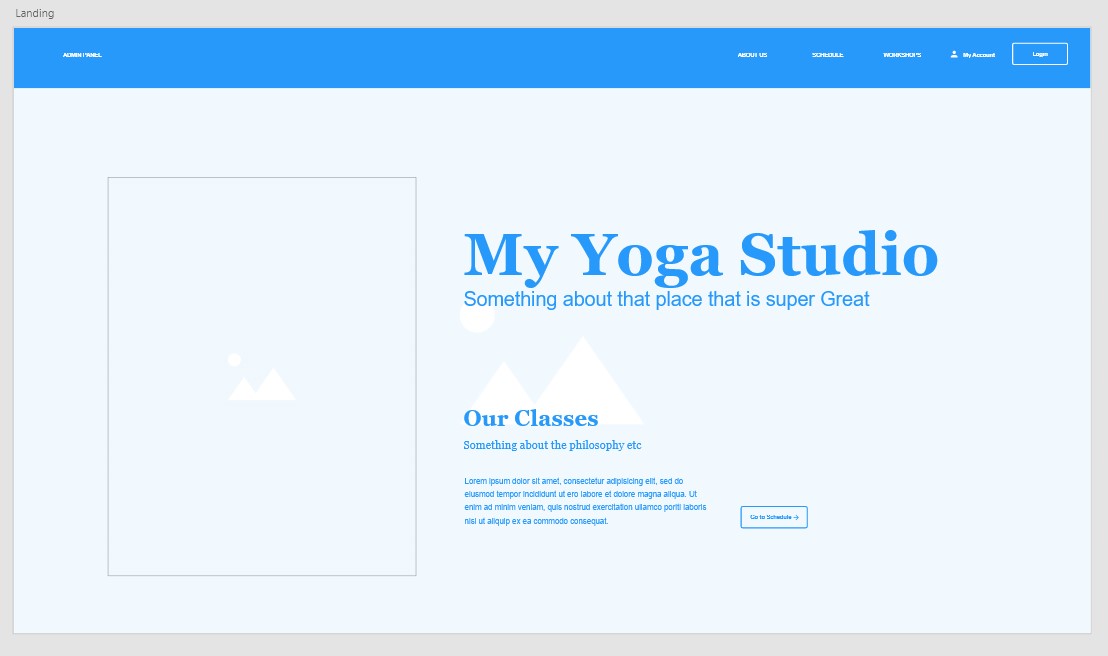 Landing
ADMIN PANEL
ABOUT US
SCHEDULE
WORKSHOPS
My Account
Login
My Yoga Studio
Something about that place that is super Great
Our Classes
Something about the philosophy etc
Lorem ipsum dolor sit amet, consectetur adipisicing elit, sed do
eiusmod tempor incididunt ut ero labore et dolore magna aliqua. Ut
enim ad minim veniam, quis nostrud exercitation ullamco poriti laboris
nisi ut aliquip ex ea commodo consequat.
Go to Schedule →